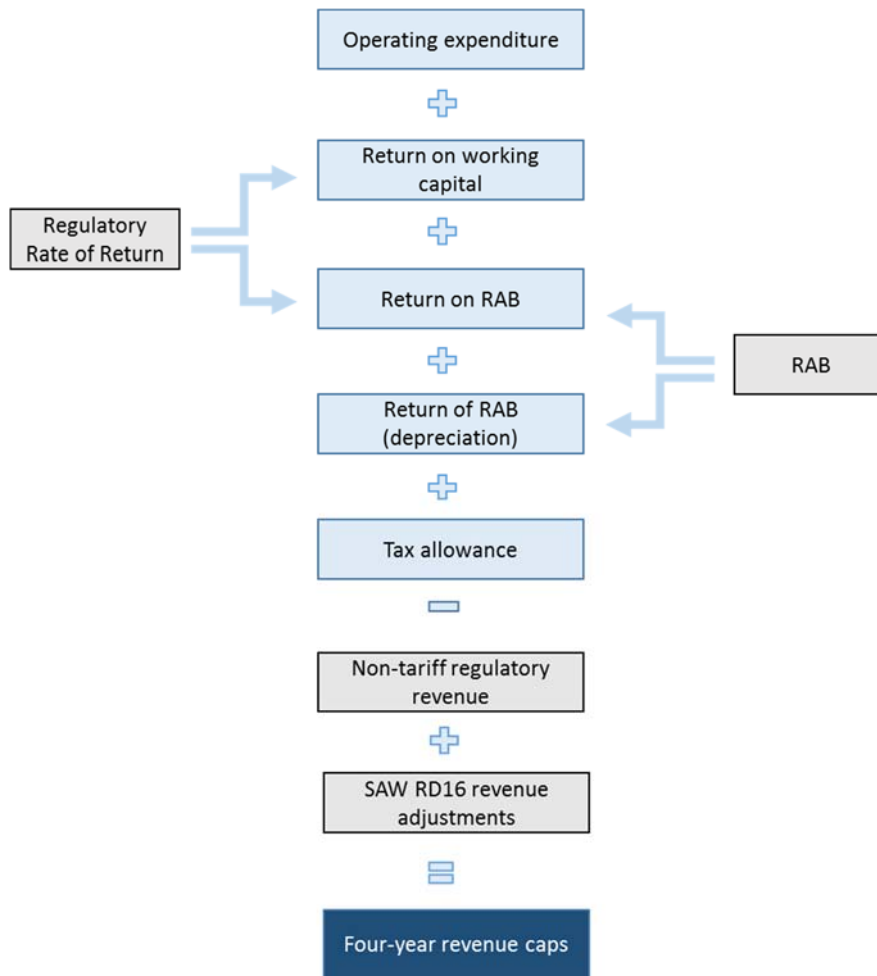 Operating expenditure
Return on working
capital
Regulatory
Rate of Return
Return on RAB
RAB
Return of RAB
(depreciation)
Tax allowance
Non-tariff regulatory
revenue
SAW RD16 revenue
adjustments
Four-year revenue caps